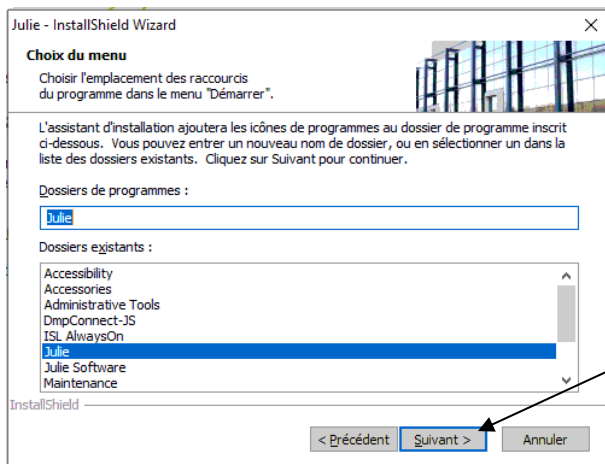 Julie - InstallShield Wizard
Choix du menu
Choisir l'emplacement des raccourcis
du programme dans le menu "Démarrer".
L'assistant d'installation ajoutera les icônes de programmes au dossier de programme inscrit
ci-dessous. Vous pouvez entrer un nouveau nom de dossier, ou en sélectionner un dans la
liste des dossiers existants. Cliquez sur Suivant pour continuer.
Dossiers de programmes :
Julie
Dossiers existants :
Accessibility
Accessories
Administrative Tools
DmpConnect-JS
ISL AlwaysOn
Julie
Julie Software
Maintenance
InstallShield
< Précédent
Suivant >
Annuler